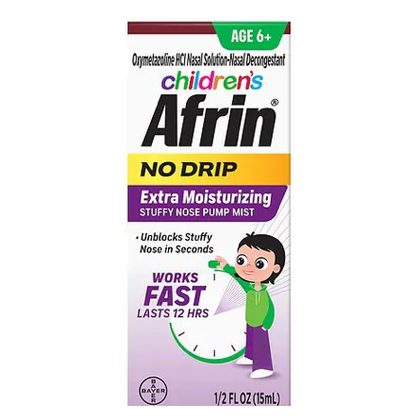 AGE 6+
Oxymetazoline HCl Nasal Solution-Nasal Decongestant
children's
Afrin®
NO DRIP
Extra Moisturizing
STUFFY NOSE PUMP MIST
• Unblocks Stuffy
Nose in Seconds
WORKS
FAST
LASTS 12 HRS
BAYER
BAYER
1/2 FL OZ (15mL)